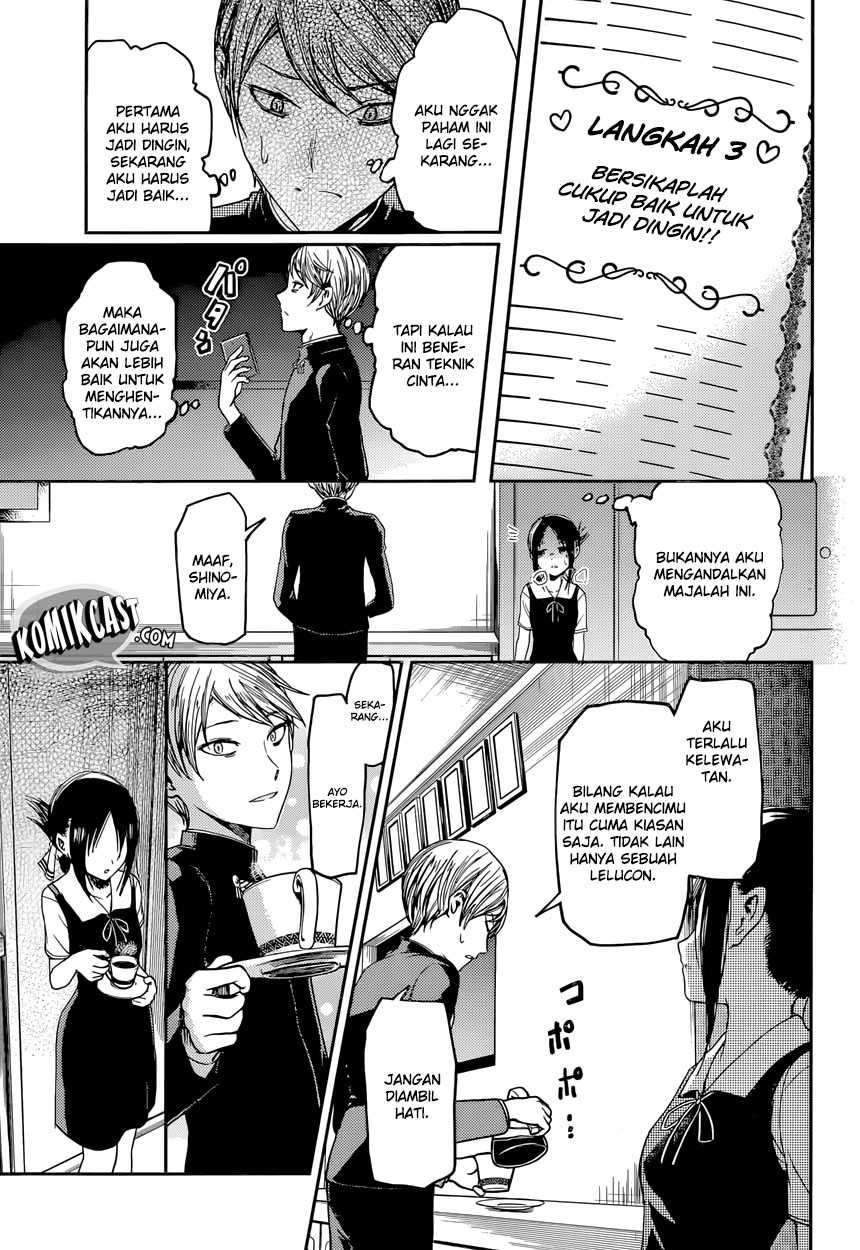 ♡ LANGKAH 3 ♡
BERSIKAPLAH
CUKUP BAIK UNTUK
JADI DINGIN!!
AKU NGGAK
PAHAM INI
LAGI SE-
KARANG...
PERTAMA
AKU HARUS
JADI DINGIN,
SEKARANG
AKU HARUS
JADI BAIK...
TAPI KALAU
INI BENE-
RAN TEKNIK
CINTA...
パタん
MAKA
BAGAIMANA-
PUN JUGA
AKAN LEBIH
BAIK UNTUK
MENGHEN-
TIKANNYA...
BUKANNYA AKU
MENGANDALKAN
MAJALAH INI.
MAAF,
SHINO-
MIYA.
KOMIKCAST
.COM
AKU
TERLALU
KELEWA-
TAN.
BILANG KALAU
AKU MEMBENCIMU
ITU CUMA KIASAN
SAJA. TIDAK LAIN
HANYA SEBUAH
LELUCON.
コポポ...
JANGAN
DIAMBIL
HATI.
SEKA-
RANG...
AYO
BEKERJA.